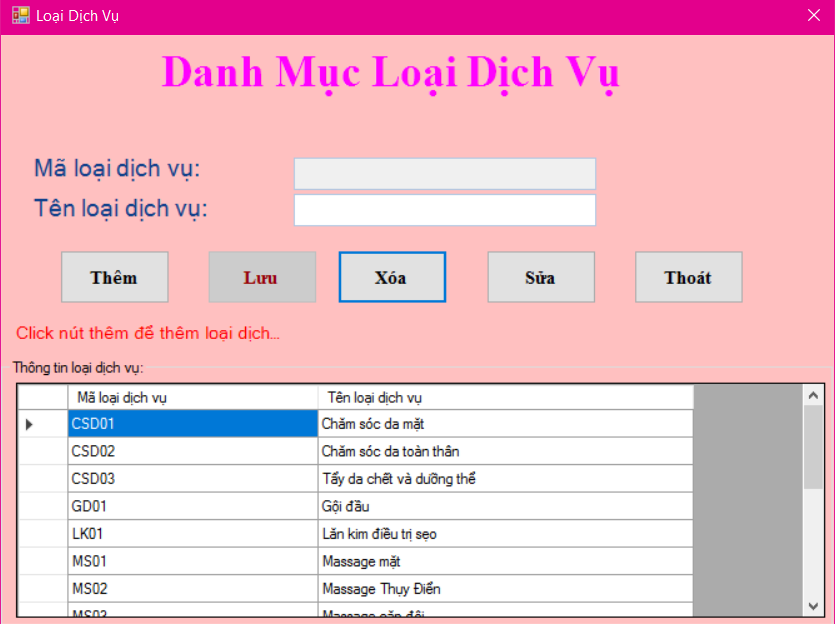 Loại Dịch Vụ
Danh Mục Loại Dịch Vụ
Mã loại dịch vụ:
Tên loại dịch vụ:
Thêm Lưu Xóa Sửa Thoát
Click nút thêm để thêm loại dịch...
Thông tin loại dịch vụ:
Mã loại dịch vụ Tên loại dịch vụ
CSD01 Chăm sóc da mặt
CSD02 Chăm sóc da toàn thân
CSD03 Tẩy da chết và dưỡng thể
GD01 Gội đầu
LK01 Lăn kim điều trị sẹo
MS01 Massage mặt
MS02 Massage Thụy Điển
MS03 Massage cặp đôi